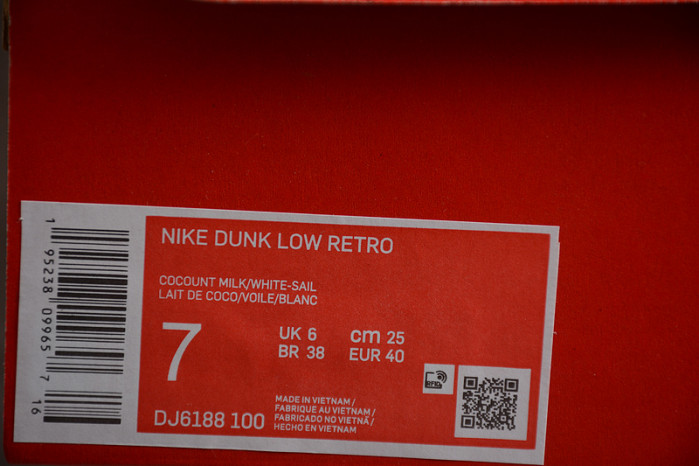 NIKE DUNK LOW RETRO
COCOUNT MILK/WHITE-SAIL
LAIT DE COCO/VOILE/BLANC
7
UK 6 cm 25
BR 38 EUR 40
DJ6188 100
MADE IN VIETNAM /
FABRIQUE AU VIETNAM /
FABRICADO NO VIETNÃ /
HECHO EN VIETNAM
1 95238 09965 7 16